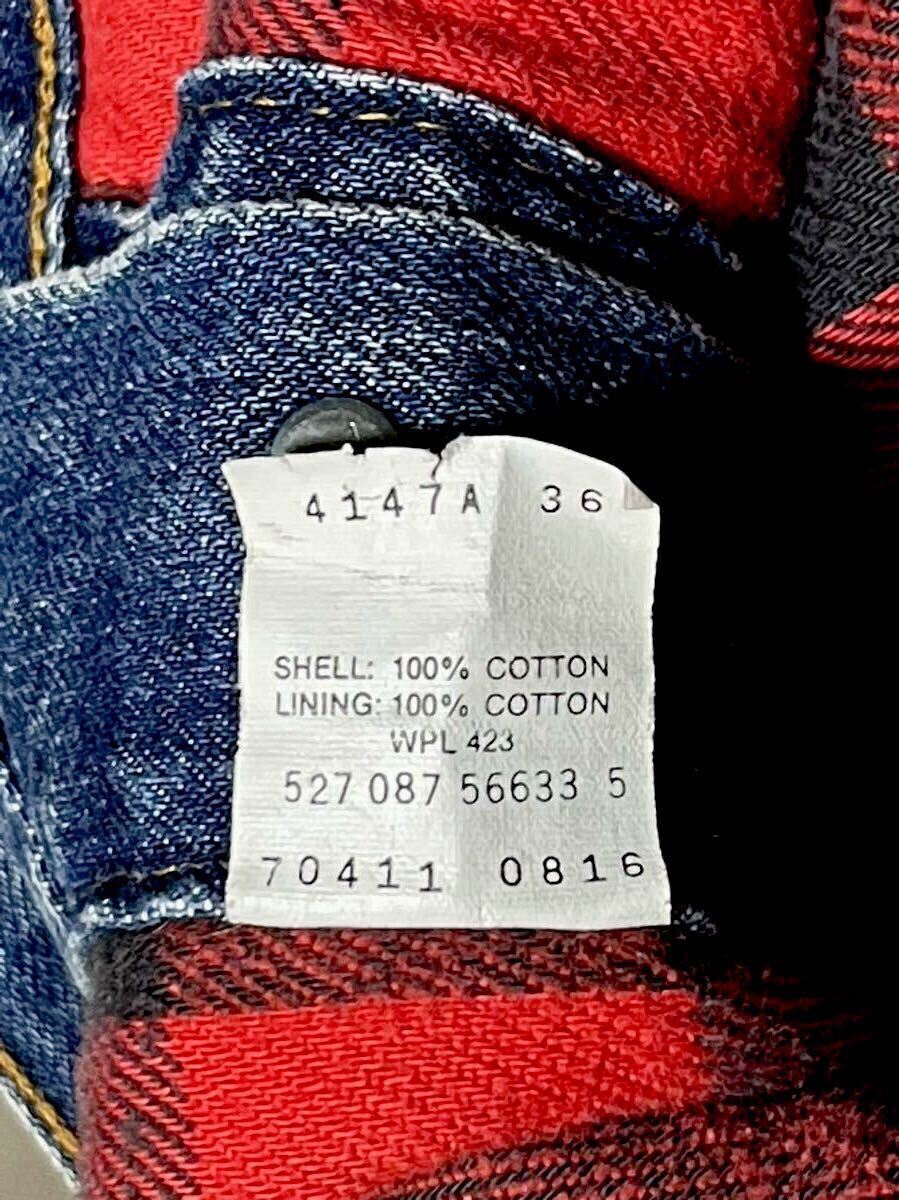 4147A 36
SHELL: 100% COTTON
LINING: 100% COTTON
WPL 423
527 087 56633 5
70411 0816